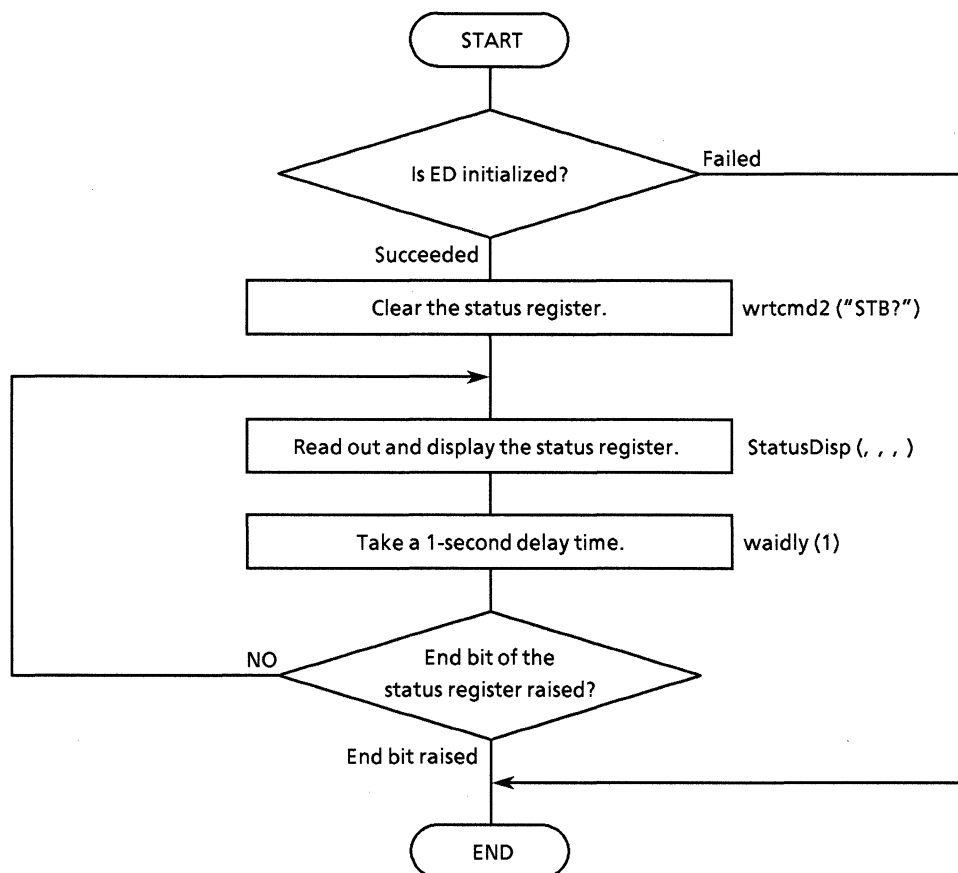 START
Is ED initialized?
Failed
Succeeded
Clear the status register.
wrtcmd2 (“STB?”)
Read out and display the status register.
StatusDisp (, , , )
Take a 1-second delay time.
waidly (1)
NO
End bit of the
status register raised?
End bit raised
END